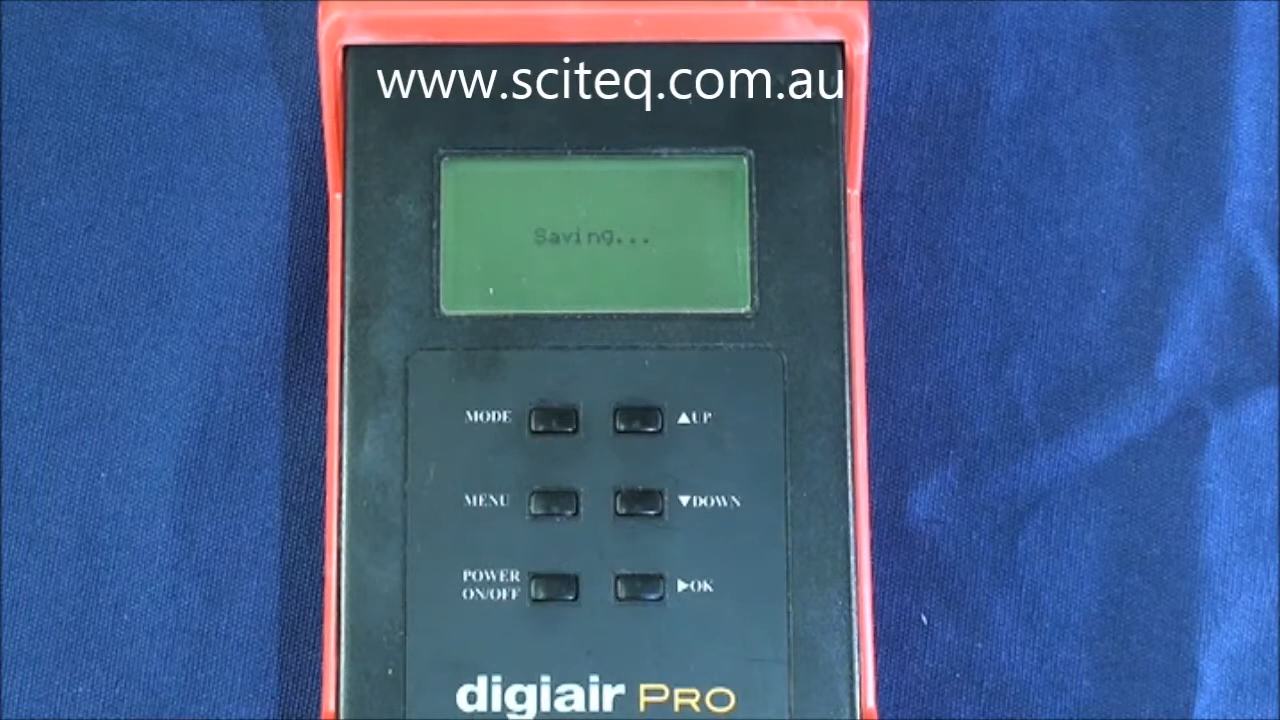 www.sciteq.com.au
Saving...
MODE ▲UP
MENU ▼DOWN
POWER
ON/OFF ►OK
digiair PRO